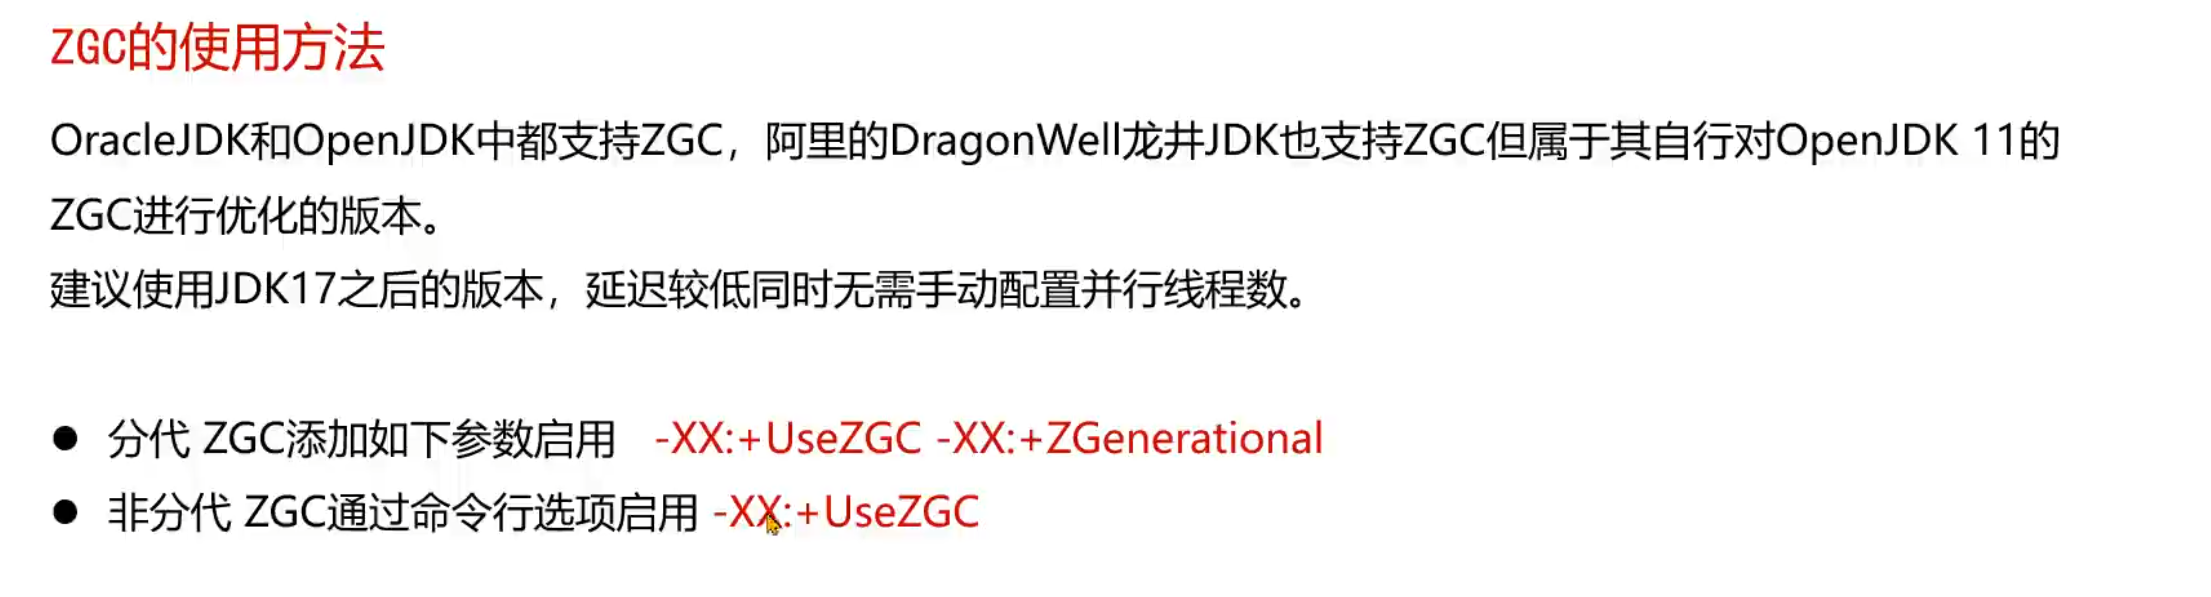 ZGC的使用方法
OracleJDK和OpenJDK中都支持ZGC，阿里的DragonWell龙井JDK也支持ZGC但属于其自行对OpenJDK 11的
ZGC进行优化的版本。
建议使用JDK17之后的版本，延迟较低同时无需手动配置并行线程数。
● 分代 ZGC添加如下参数启用 -XX:+UseZGC -XX:+ZGenerational
● 非分代 ZGC通过命令行选项启用 -XX:+UseZGC